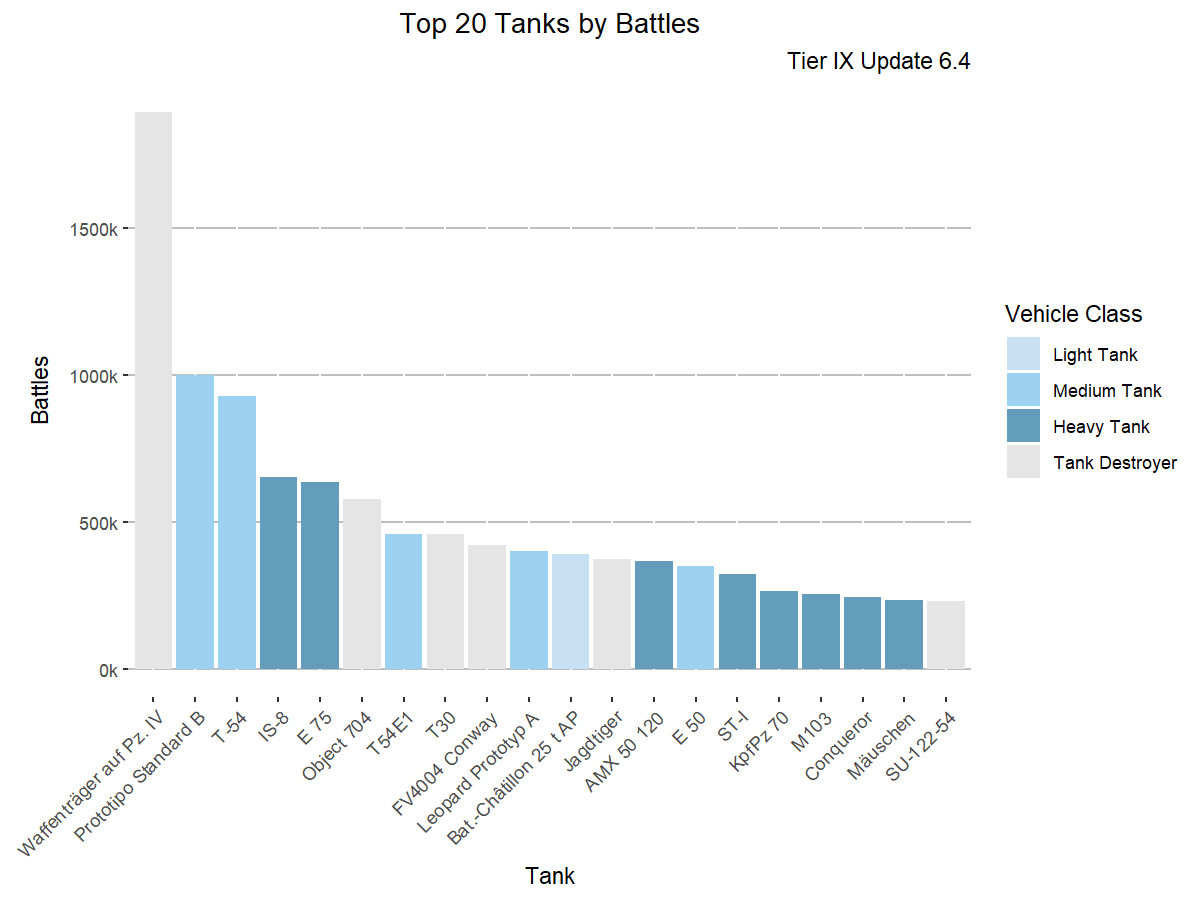 Top 20 Tanks by Battles
Tier IX Update 6.4
Battles
1500k
1000k
500k
0k
Waffenträger auf Pz. IV
Prototipo Standard B
T-54
IS-8
E 75
Object 704
T54E1
T30
FV4004 Conway
Leopard Prototyp A
Bat.-Châtillon 25 t AP
Jagdtiger
AMX 50 120
E 50
ST-I
KpfPz 70
M103
Conqueror
Mäuschen
SU-122-54
Tank
Vehicle Class
Light Tank
Medium Tank
Heavy Tank
Tank Destroyer